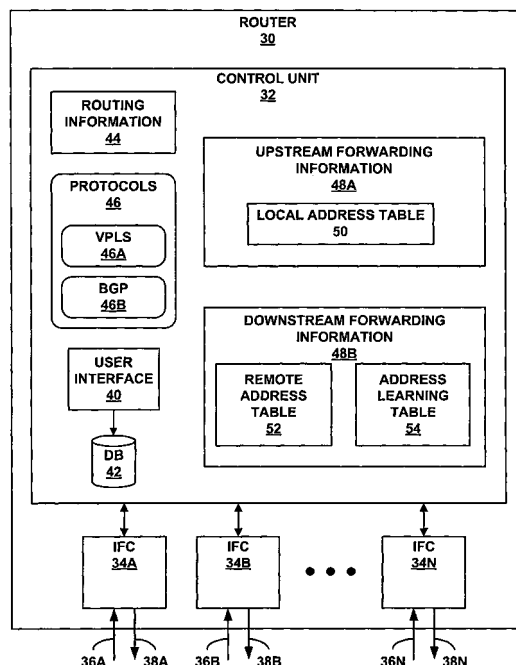 ROUTER
30
CONTROL UNIT
32
ROUTING
INFORMATION
44
PROTOCOLS
46
VPLS
46A
BGP
46B
USER
INTERFACE
40
DB
42
UPSTREAM FORWARDING
INFORMATION
48A
LOCAL ADDRESS TABLE
50
DOWNSTREAM FORWARDING
INFORMATION
48B
REMOTE
ADDRESS
TABLE
52
ADDRESS
LEARNING
TABLE
54
IFC
34A
IFC
34B
IFC
34N
36A
38A
36B
38B
36N
38N